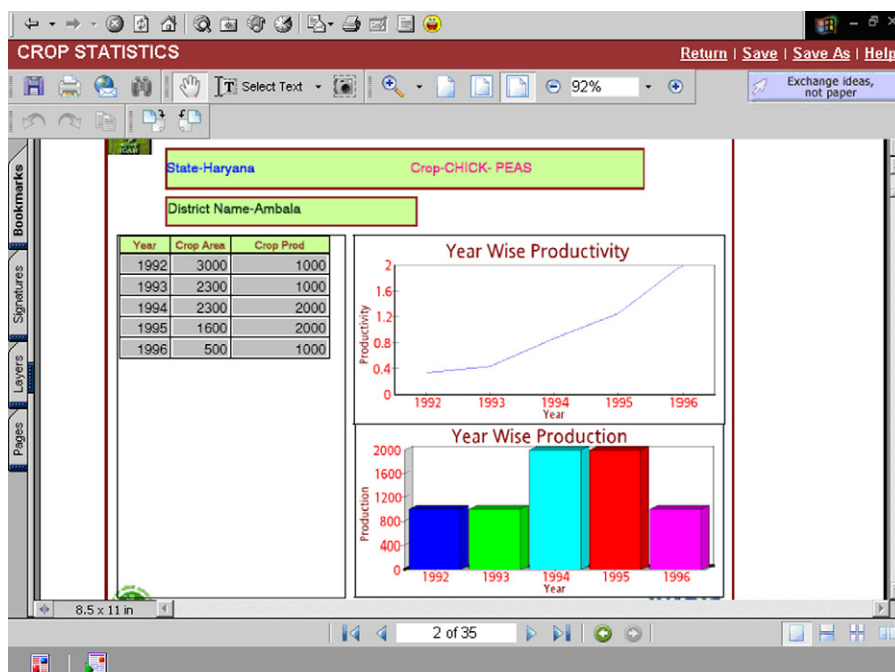 CROP STATISTICS
Return | Save | Save As | Help
Select Text
92%
Exchange ideas,
not paper
State-Haryana
Crop-CHICK- PEAS
District Name-Ambala
Year Crop Area Crop Prod
1992 3000 1000
1993 2300 1000
1994 2300 2000
1995 1600 2000
1996 500 1000
Year Wise Productivity
Productivity
2
1.6
1.2
0.8
0.4
0
1992 1993 1994 1995 1996
Year
Year Wise Production
Production
2000
1600
1200
800
400
0
1992 1993 1994 1995 1996
Year
Bookmarks
Signatures
Layers
Pages
8.5 x 11 in
2 of 35